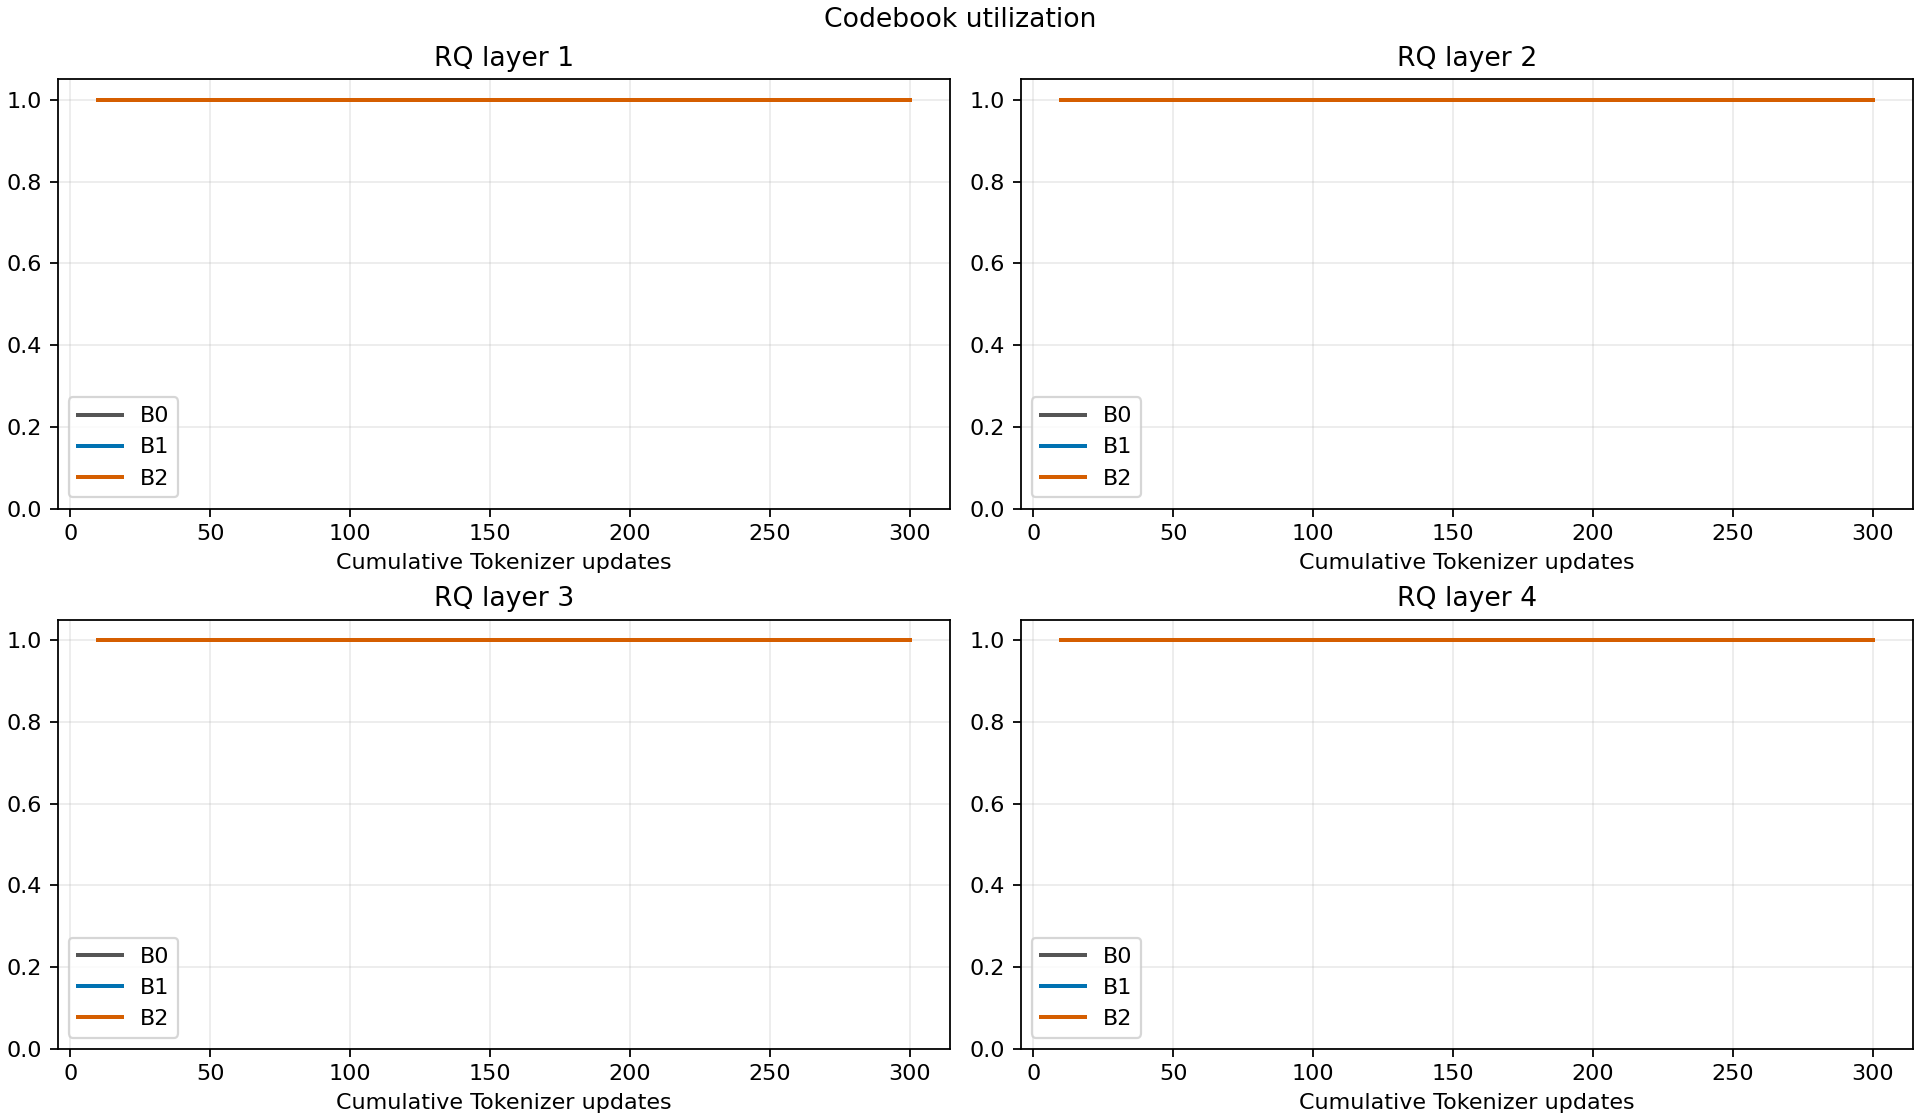 Codebook utilization
RQ layer 1
1.0
0.8
0.6
0.4
0.2
0.0
B0
B1
B2
0 50 100 150 200 250 300
Cumulative Tokenizer updates
RQ layer 2
1.0
0.8
0.6
0.4
0.2
0.0
B0
B1
B2
0 50 100 150 200 250 300
Cumulative Tokenizer updates
RQ layer 3
1.0
0.8
0.6
0.4
0.2
0.0
B0
B1
B2
0 50 100 150 200 250 300
Cumulative Tokenizer updates
RQ layer 4
1.0
0.8
0.6
0.4
0.2
0.0
B0
B1
B2
0 50 100 150 200 250 300
Cumulative Tokenizer updates